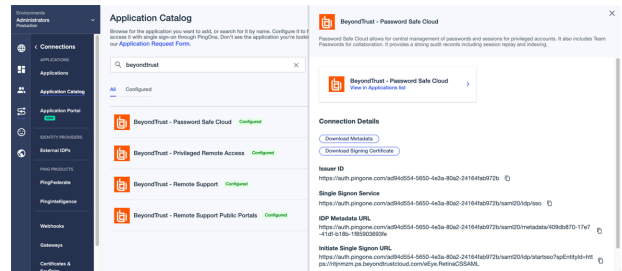 Environments
Administrators
Production
Connections
APPLICATIONS
Applications
Application Catalog
Application Portal
NEW
IDENTITY PROVIDERS
External IDPs
PING PRODUCTS
PingFederate
PingIntelligence
Webhooks
Gateways
Certificates &
Application Catalog
Browse for the application you want to add, or search for it by name. Configure it to f
access it with single sign-on through PingOne. Don't see the application you're looki
our Application Request Form.
beyondtrust
All Configured
BeyondTrust - Password Safe Cloud Configured
BeyondTrust - Privileged Remote Access Configured
BeyondTrust - Remote Support Configured
BeyondTrust - Remote Support Public Portals Configured
BeyondTrust - Password Safe Cloud
Password Safe Cloud allows for central management of passwords and sessions for privileged accounts. It also includes Team
Passwords for collaboration. It provides a strong audit records including session replay and indexing.
BeyondTrust - Password Safe Cloud
View in Applications list
Connection Details
Download Metadata
Download Signing Certificate
Issuer ID
https://auth.pingone.com/ad94d554-5650-4e3a-80a2-24164fab972b
Single Signon Service
https://auth.pingone.com/ad94d554-5650-4e3a-80a2-24164fab972b/saml20/idp/sso
IDP Metadata URL
https://auth.pingone.com/ad94d554-5650-4e3a-80a2-24164fab972b/saml20/metadata/409db870-17e7
-41df-b18b-1f85903693fe
Initiate Single Signon URL
https://auth.pingone.com/ad94d554-5650-4e3a-80a2-24164fab972b/saml20/idp/startsso?spEntityId=htt